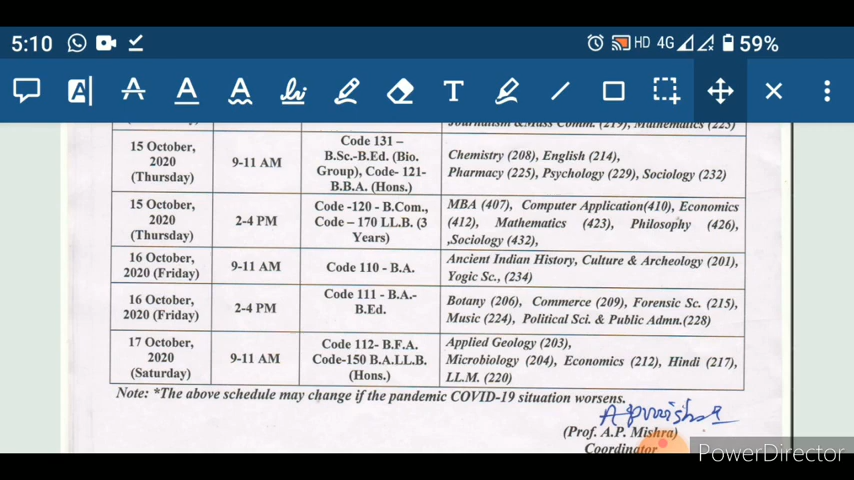 5:10 HD 4G 59%
A A A A T
Journalism &Mass Comm. (219), Mathematics (223)
15 October, 2020 (Thursday) 9-11 AM Code 131 – B.Sc.-B.Ed. (Bio. Group), Code- 121- B.B.A. (Hons.) Chemistry (208), English (214), Pharmacy (225), Psychology (229), Sociology (232)
15 October, 2020 (Thursday) 2-4 PM Code -120 - B.Com., Code – 170 LL.B. (3 Years) MBA (407), Computer Application(410), Economics (412), Mathematics (423), Philosophy (426), ,Sociology (432),
16 October, 2020 (Friday) 9-11 AM Code 110 - B.A. Ancient Indian History, Culture & Archeology (201), Yogic Sc., (234)
16 October, 2020 (Friday) 2-4 PM Code 111 - B.A.- B.Ed. Botany (206), Commerce (209), Forensic Sc. (215), Music (224), Political Sci. & Public Admn.(228)
17 October, 2020 (Saturday) 9-11 AM Code 112- B.F.A. Code-150 B.A.LL.B. (Hons.) Applied Geology (203), Microbiology (204), Economics (212), Hindi (217), LL.M. (220)
Note: *The above schedule may change if the pandemic COVID-19 situation worsens.
(Prof. A.P. Mishra)
Coordinator
PowerDirector